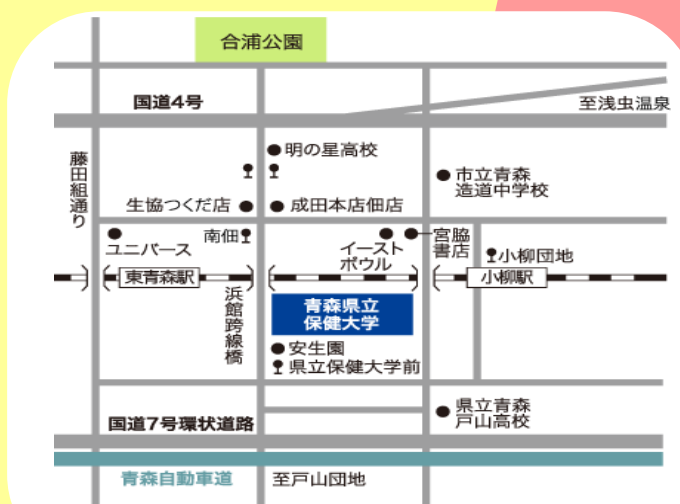 合浦公園
国道4号
至浅虫温泉
藤田組通り
明の星高校
市立青森
造道中学校
生協つくだ店
成田本店佃店
ユニバース
南佃
イースト
ボウル
宮脇
書店
小柳団地
東青森駅
小柳駅
浜館跨線橋
青森県立
保健大学
安生園
県立保健大学前
県立青森
戸山高校
国道7号環状道路
青森自動車道
至戸山団地